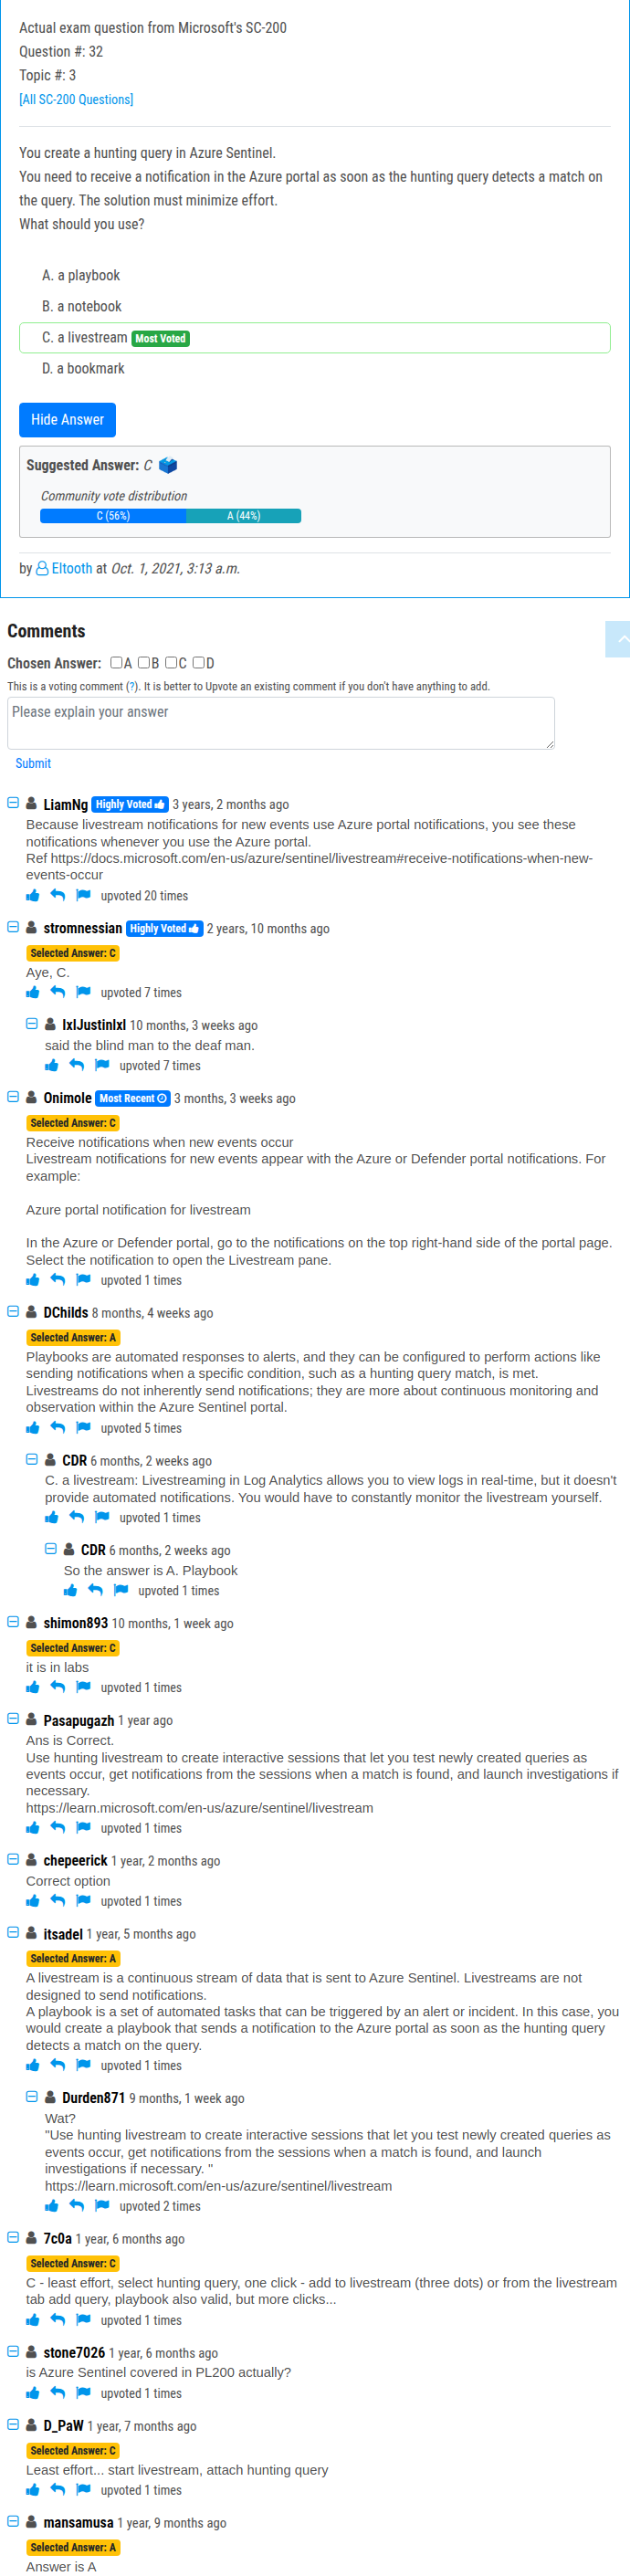 Actual exam question from Microsoft's SC-200
Question #: 32
Topic #: 3
[All SC-200 Questions]
You create a hunting query in Azure Sentinel.
You need to receive a notification in the Azure portal as soon as the hunting query detects a match on
the query. The solution must minimize effort.
What should you use?
A. a playbook
B. a notebook
C. a livestream Most Voted
D. a bookmark
Hide Answer
Suggested Answer: C
Community vote distribution
C (56%) A (44%)
by Eltooth at Oct. 1, 2021, 3:13 a.m.
Comments
Chosen Answer: A B C D
This is a voting comment (?). It is better to Upvote an existing comment if you don't have anything to add.
Please explain your answer
Submit
LiamNg Highly Voted 3 years, 2 months ago
Because livestream notifications for new events use Azure portal notifications, you see these
notifications whenever you use the Azure portal.
Ref https://docs.microsoft.com/en-us/azure/sentinel/livestream#receive-notifications-when-new-
events-occur
upvoted 20 times
stromnessian Highly Voted 2 years, 10 months ago
Selected Answer: C
Aye, C.
upvoted 7 times
lxlJustinlxl 10 months, 3 weeks ago
said the blind man to the deaf man.
upvoted 7 times
Onimole Most Recent 3 months, 3 weeks ago
Selected Answer: C
Receive notifications when new events occur
Livestream notifications for new events appear with the Azure or Defender portal notifications. For
example:
Azure portal notification for livestream
In the Azure or Defender portal, go to the notifications on the top right-hand side of the portal page.
Select the notification to open the Livestream pane.
upvoted 1 times
DChilds 8 months, 4 weeks ago
Selected Answer: A
Playbooks are automated responses to alerts, and they can be configured to perform actions like
sending notifications when a specific condition, such as a hunting query match, is met.
Livestreams do not inherently send notifications; they are more about continuous monitoring and
observation within the Azure Sentinel portal.
upvoted 5 times
CDR 6 months, 2 weeks ago
C. a livestream: Livestreaming in Log Analytics allows you to view logs in real-time, but it doesn't
provide automated notifications. You would have to constantly monitor the livestream yourself.
upvoted 1 times
CDR 6 months, 2 weeks ago
So the answer is A. Playbook
upvoted 1 times
shimon893 10 months, 1 week ago
Selected Answer: C
it is in labs
upvoted 1 times
Pasapugazh 1 year ago
Ans is Correct.
Use hunting livestream to create interactive sessions that let you test newly created queries as
events occur, get notifications from the sessions when a match is found, and launch investigations if
necessary.
https://learn.microsoft.com/en-us/azure/sentinel/livestream
upvoted 1 times
chepeerick 1 year, 2 months ago
Correct option
upvoted 1 times
itsadel 1 year, 5 months ago
Selected Answer: A
A livestream is a continuous stream of data that is sent to Azure Sentinel. Livestreams are not
designed to send notifications.
A playbook is a set of automated tasks that can be triggered by an alert or incident. In this case, you
would create a playbook that sends a notification to the Azure portal as soon as the hunting query
detects a match on the query.
upvoted 1 times
Durden871 9 months, 1 week ago
Wat?
"Use hunting livestream to create interactive sessions that let you test newly created queries as
events occur, get notifications from the sessions when a match is found, and launch
investigations if necessary. "
https://learn.microsoft.com/en-us/azure/sentinel/livestream
upvoted 2 times
7c0a 1 year, 6 months ago
Selected Answer: C
C - least effort, select hunting query, one click - add to livestream (three dots) or from the livestream
tab add query, playbook also valid, but more clicks...
upvoted 1 times
stone7026 1 year, 6 months ago
is Azure Sentinel covered in PL200 actually?
upvoted 1 times
D_PaW 1 year, 7 months ago
Selected Answer: C
Least effort... start livestream, attach hunting query
upvoted 1 times
mansamusa 1 year, 9 months ago
Selected Answer: A
Answer is A